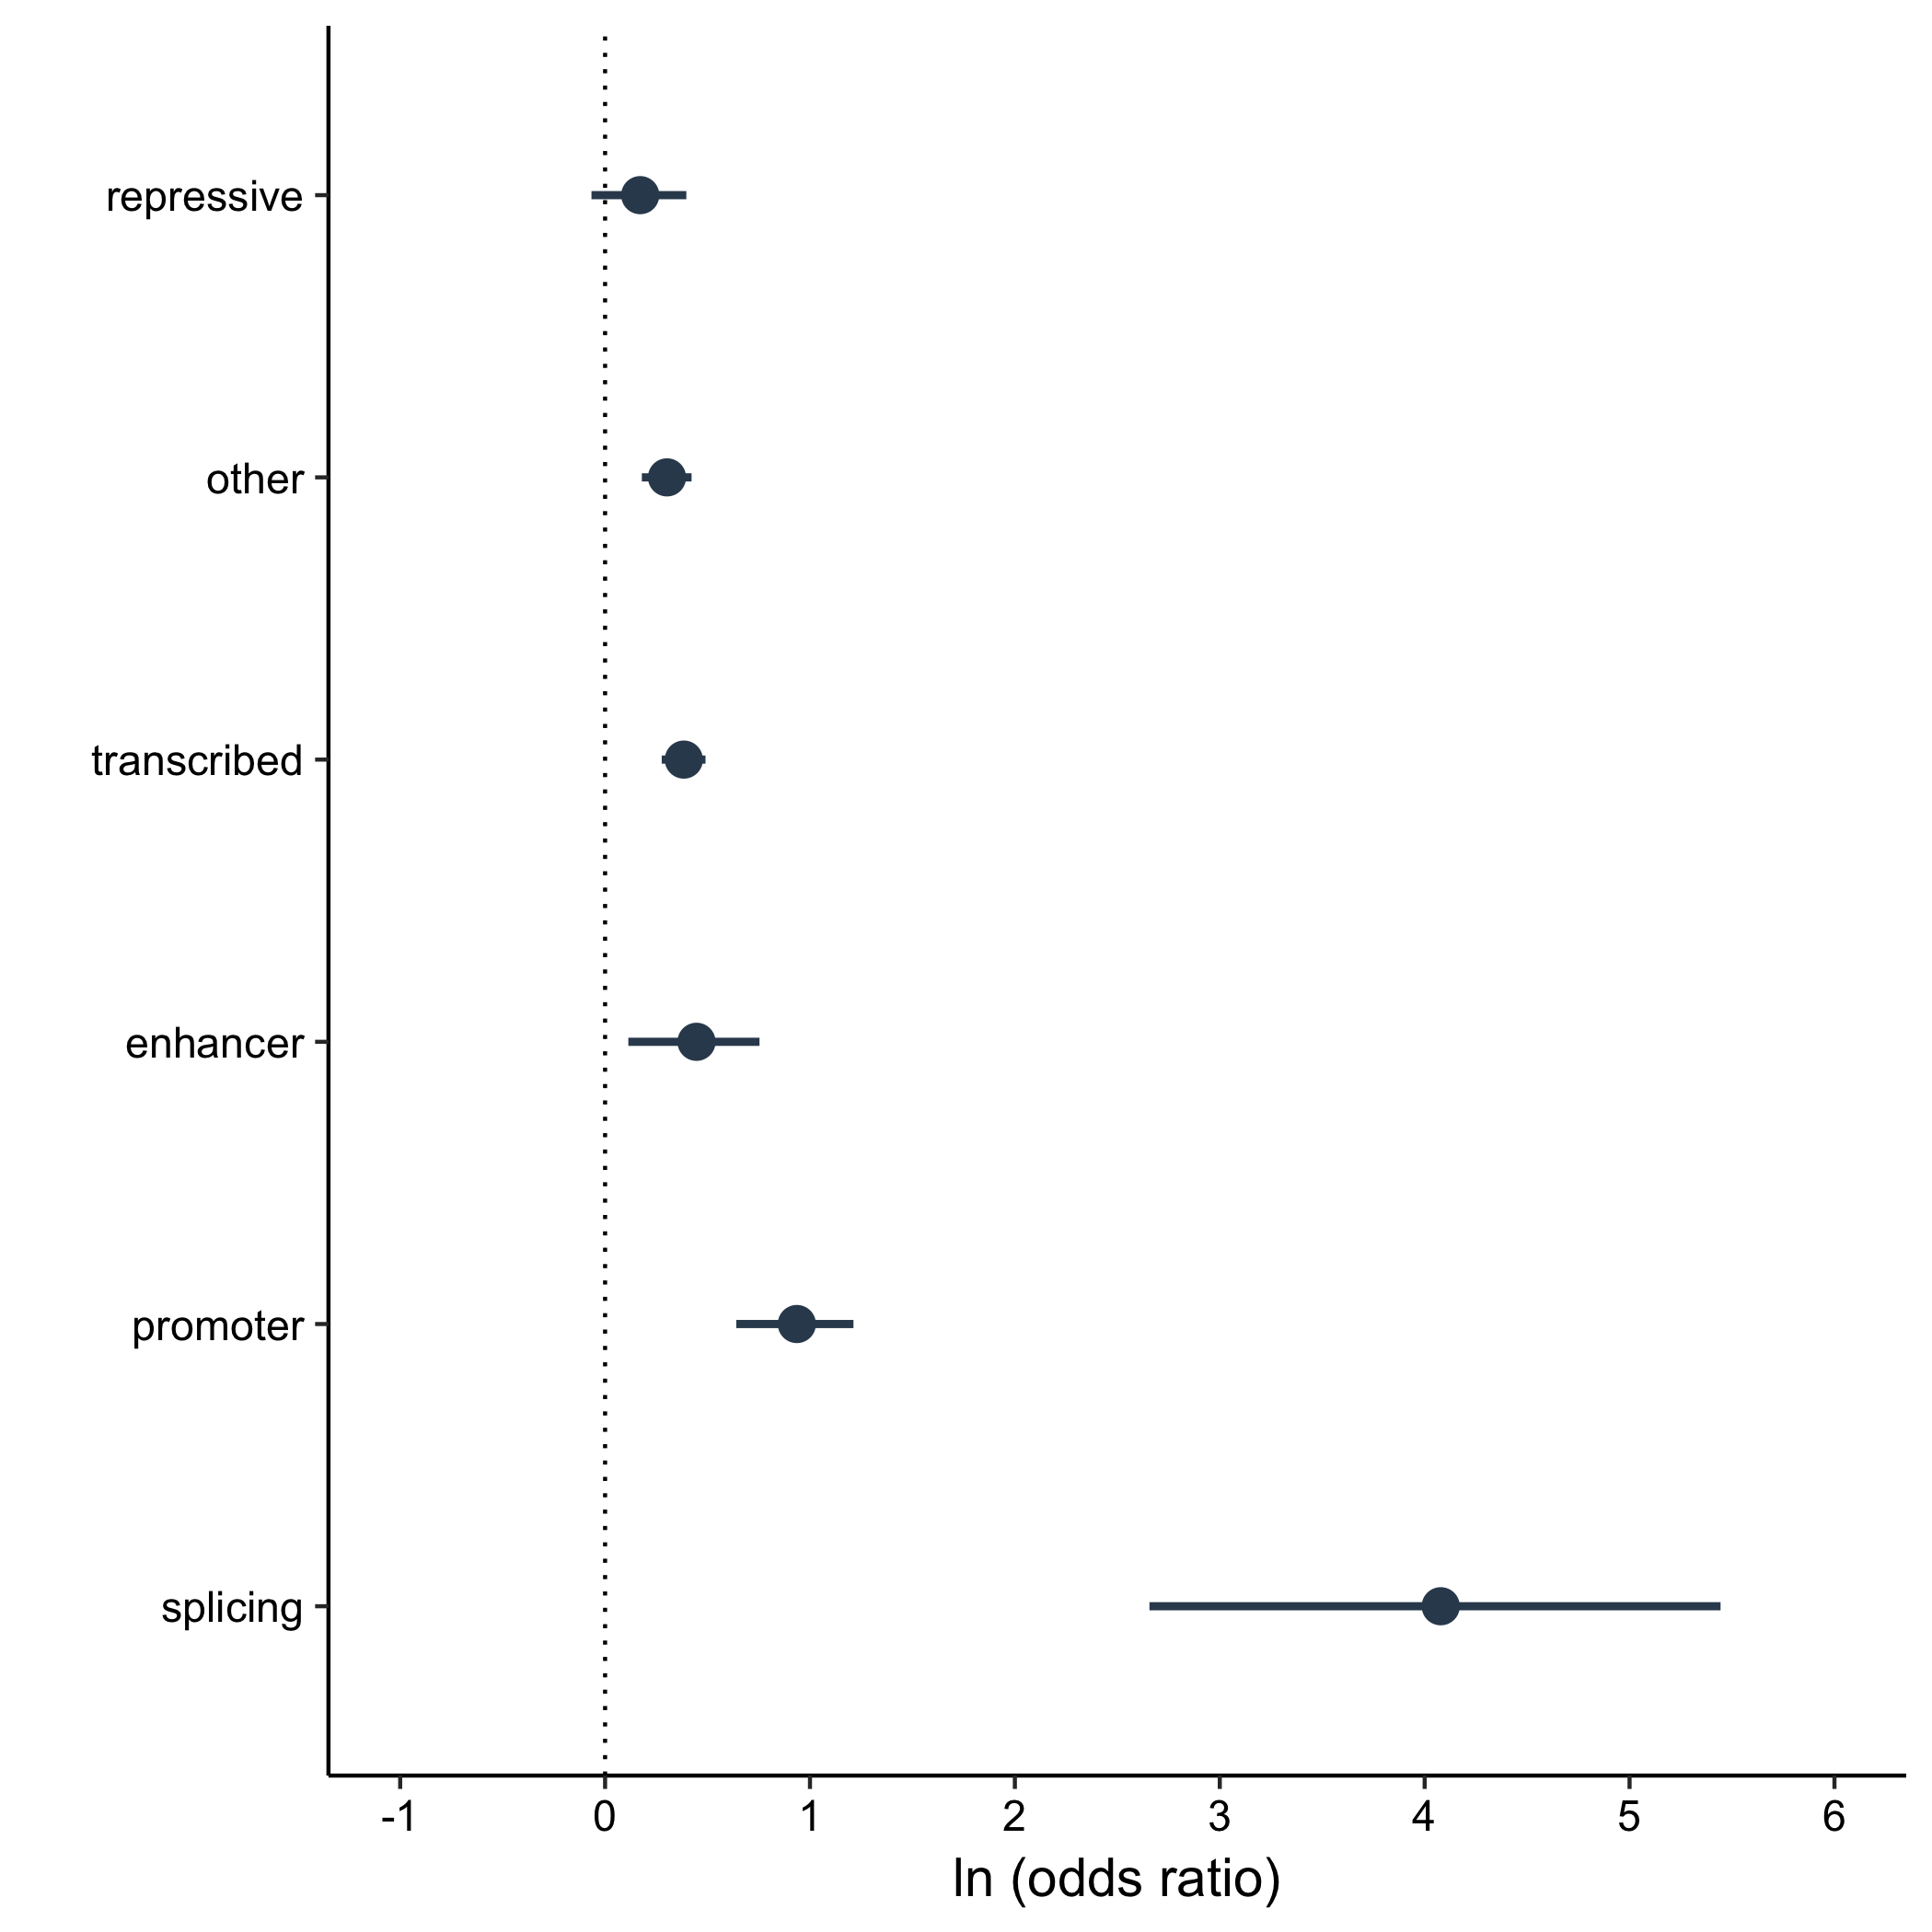 repressive
other
transcribed
enhancer
promoter
splicing
-1 0 1 2 3 4 5 6
ln (odds ratio)